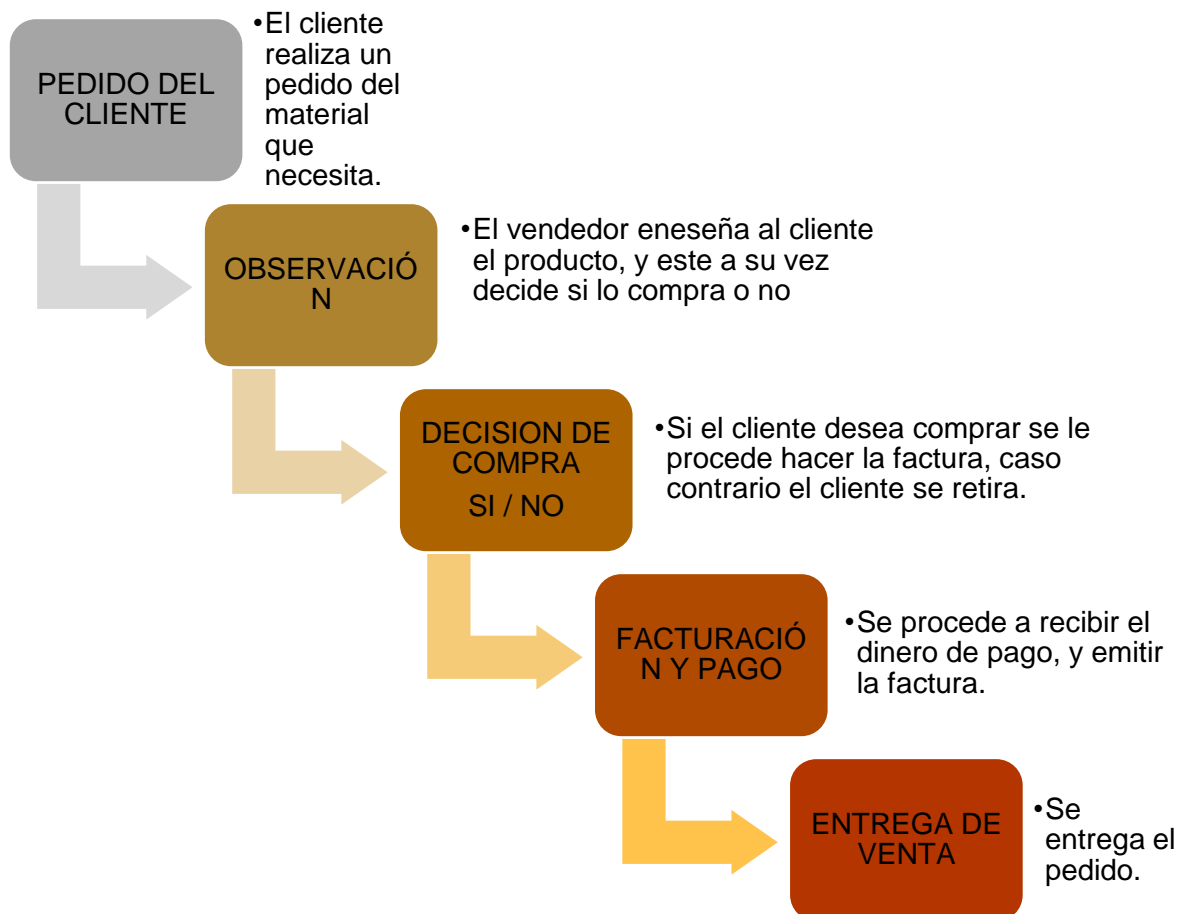 PEDIDO DEL
CLIENTE
•El cliente
realiza un
pedido del
material
que
necesita.
OBSERVACIÓ
N
•El vendedor eneseña al cliente
el producto, y este a su vez
decide si lo compra o no
DECISION DE
COMPRA
SI / NO
•Si el cliente desea comprar se le
procede hacer la factura, caso
contrario el cliente se retira.
FACTURACIÓ
N Y PAGO
•Se procede a recibir el
dinero de pago, y emitir
la factura.
ENTREGA DE
VENTA
•Se
entrega el
pedido.